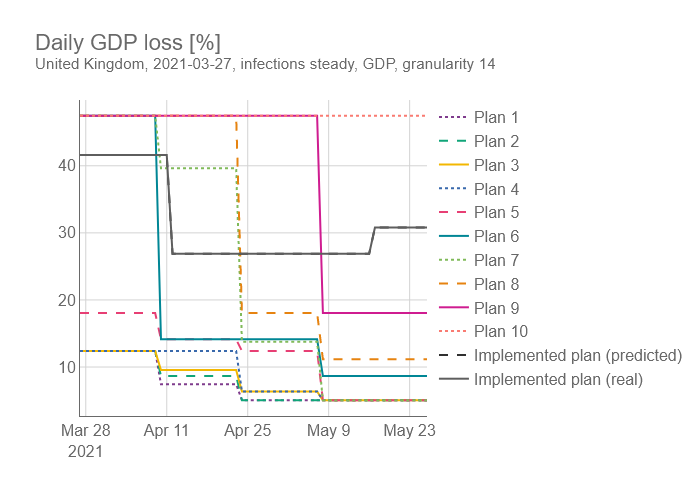 Daily GDP loss [%]
United Kingdom, 2021-03-27, infections steady, GDP, granularity 14
40
30
20
10
Mar 28
2021
Apr 11
Apr 25
May 9
May 23
Plan 1
Plan 2
Plan 3
Plan 4
Plan 5
Plan 6
Plan 7
Plan 8
Plan 9
Plan 10
Implemented plan (predicted)
Implemented plan (real)